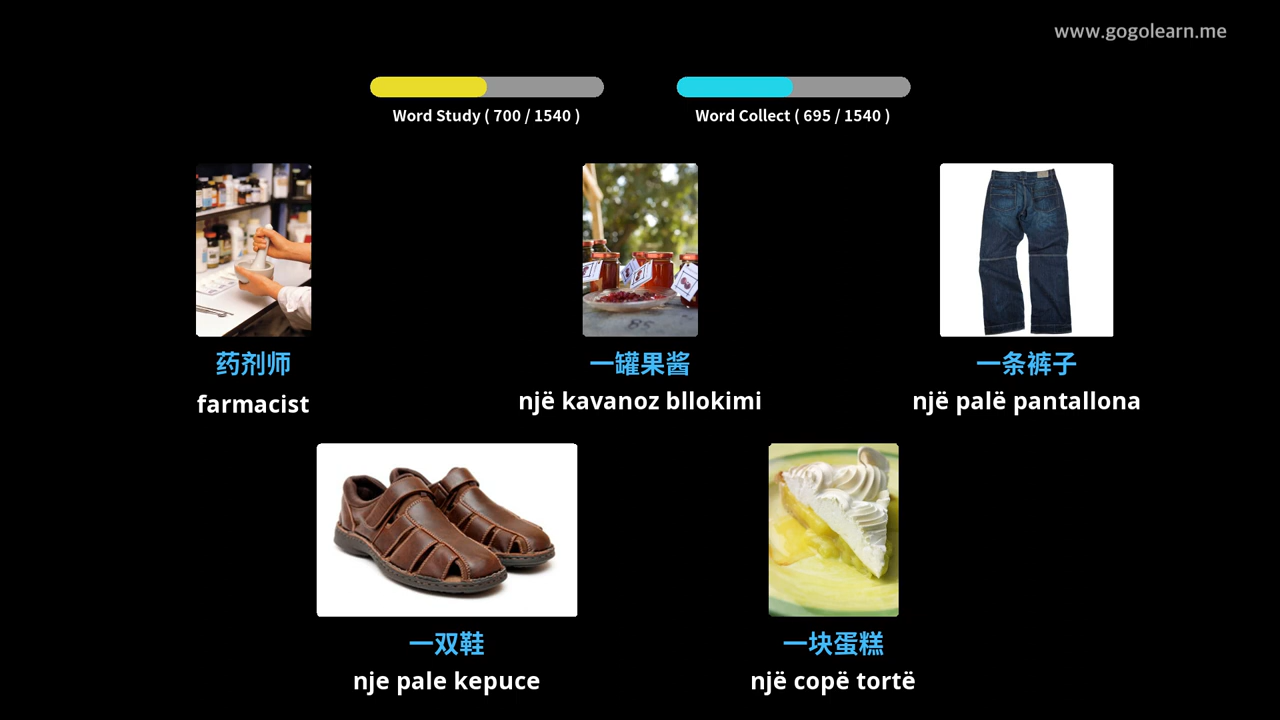 www.gogolearn.me
Word Study ( 700 / 1540 )
Word Collect ( 695 / 1540 )
药剂师
farmacist
一罐果酱
një kavanoz bllokimi
一条裤子
një palë pantallona
一双鞋
nje pale kepuce
一块蛋糕
një copë tortë